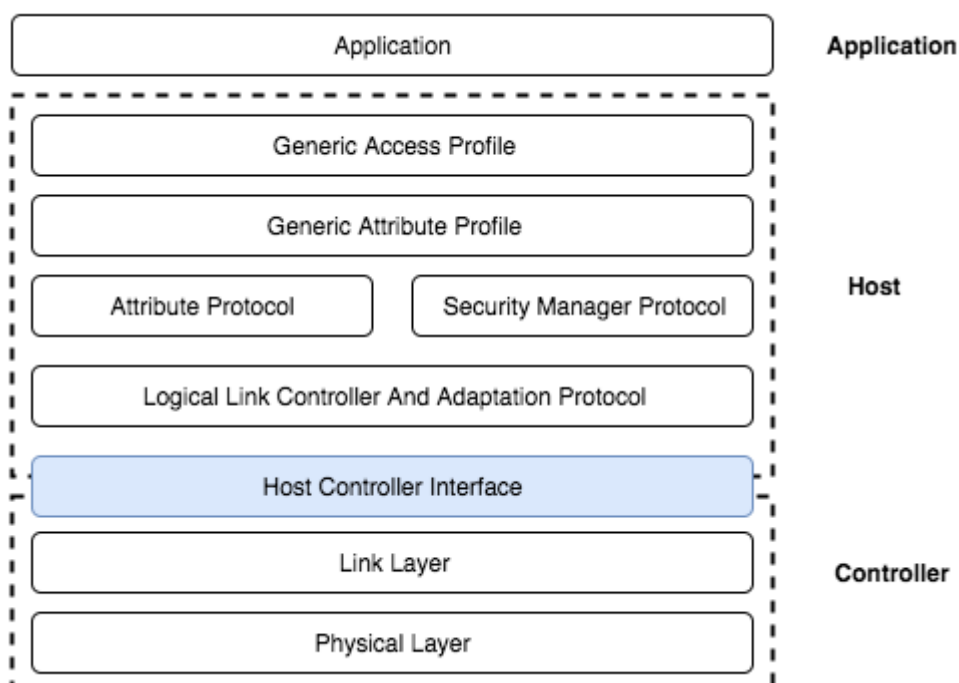 Application Application
Generic Access Profile
Generic Attribute Profile
Host
Attribute Protocol Security Manager Protocol
Logical Link Controller And Adaptation Protocol
Host Controller Interface
Link Layer
Controller
Physical Layer